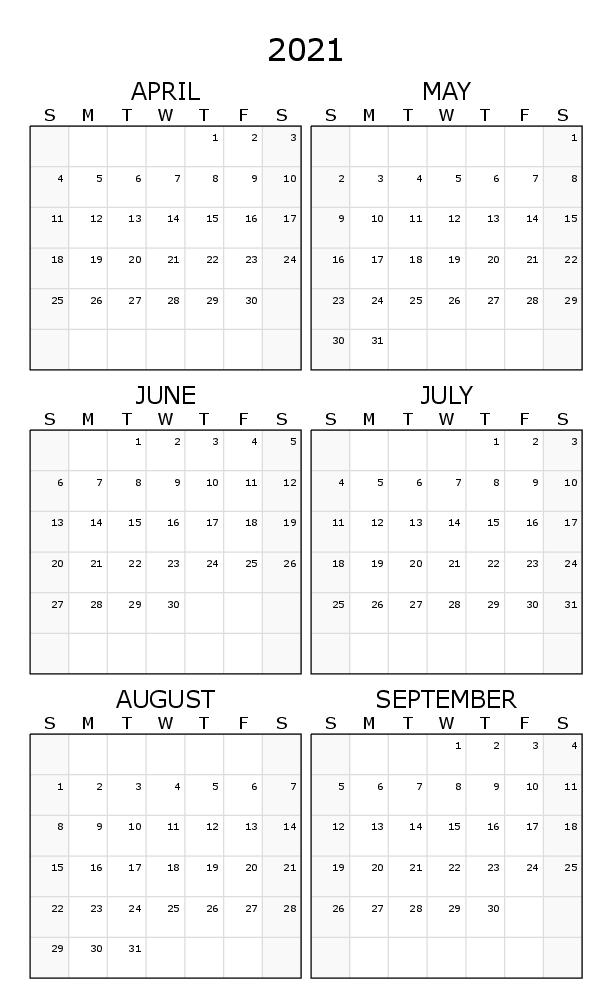 2021
APRIL
S M T W T F S
1 2 3
4 5 6 7 8 9 10
11 12 13 14 15 16 17
18 19 20 21 22 23 24
25 26 27 28 29 30
MAY
S M T W T F S
1
2 3 4 5 6 7 8
9 10 11 12 13 14 15
16 17 18 19 20 21 22
23 24 25 26 27 28 29
30 31
JUNE
S M T W T F S
1 2 3 4 5
6 7 8 9 10 11 12
13 14 15 16 17 18 19
20 21 22 23 24 25 26
27 28 29 30
JULY
S M T W T F S
1 2 3
4 5 6 7 8 9 10
11 12 13 14 15 16 17
18 19 20 21 22 23 24
25 26 27 28 29 30 31
AUGUST
S M T W T F S
1 2 3 4 5 6 7
8 9 10 11 12 13 14
15 16 17 18 19 20 21
22 23 24 25 26 27 28
29 30 31
SEPTEMBER
S M T W T F S
1 2 3 4
5 6 7 8 9 10 11
12 13 14 15 16 17 18
19 20 21 22 23 24 25
26 27 28 29 30